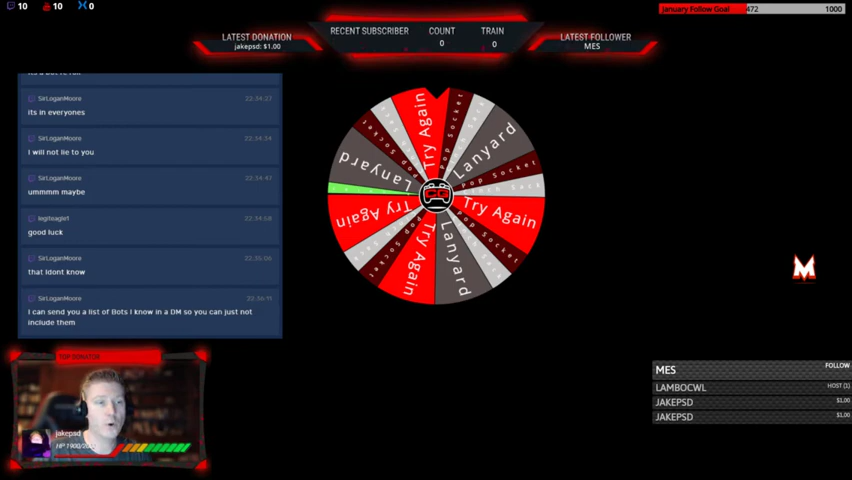 10 10 0
January Follow Goal 472 1000
LATEST DONATION
jakepsd: $1.00
RECENT SUBSCRIBER
COUNT
0
TRAIN
0
LATEST FOLLOWER
MES
SirLoganMoore 22:34:27
its in everyones
SirLoganMoore 22:34:34
I will not lie to you
SirLoganMoore 22:34:47
ummmm maybe
legiteagle1 22:34:58
good luck
SirLoganMoore 22:35:06
that Idont know
SirLoganMoore
I can send you a list of Bots I know in a DM so you can just not
include them
Try Again
Pop Socket
Lanyard
Pop Socket
Try Again
Pop Socket
Lanyard
Try Again
Pop Socket
Try Again
Lanyard
Pop Socket
M
TOP DONATOR
jakepsd
MES FOLLOW
LAMBOCWL HOST (1)
JAKEPSD $1.00
JAKEPSD $1.00